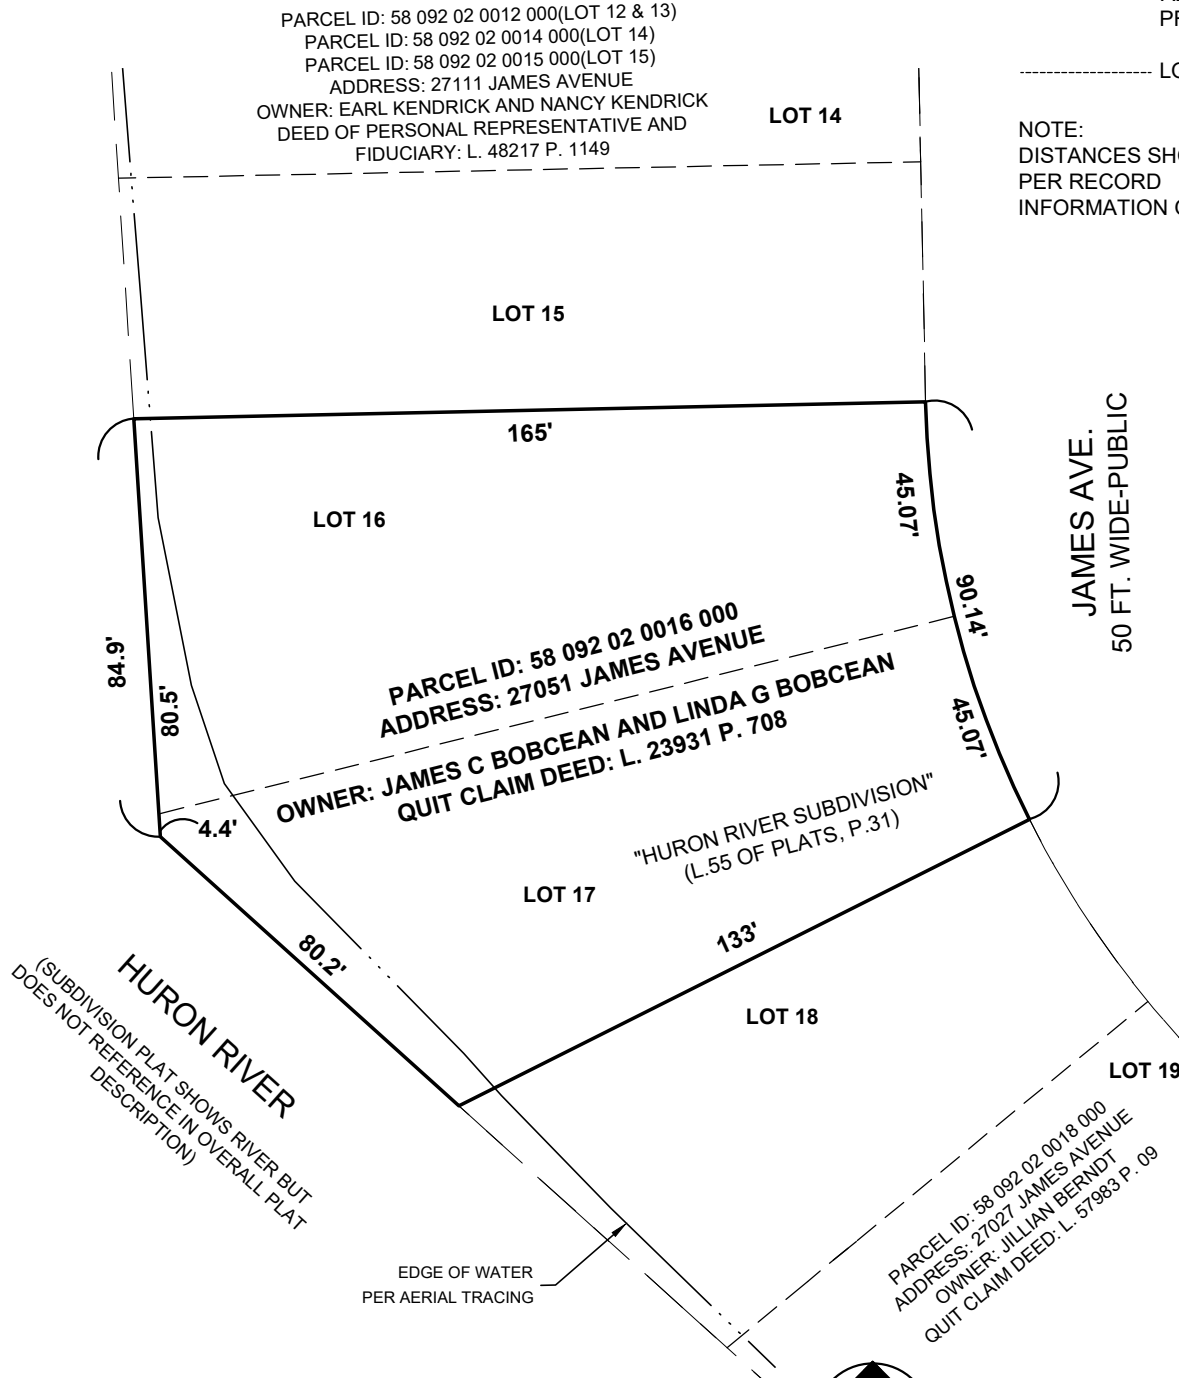 PARCEL ID: 58 092 02 0012 000(LOT 12 & 13)
PARCEL ID: 58 092 02 0014 000(LOT 14)
PARCEL ID: 58 092 02 0015 000(LOT 15)
ADDRESS: 27111 JAMES AVENUE
OWNER: EARL KENDRICK AND NANCY KENDRICK
DEED OF PERSONAL REPRESENTATIVE AND
FIDUCIARY: L. 48217 P. 1149
LOT 14
NOTE:
DISTANCES
PER RECORD
INFORMATION
LOT 15
165'
LOT 16
45.07'
90.14'
45.07'
JAMES AVE.
50 FT. WIDE-PUBLIC
84.9'
80.5'
4.4'
PARCEL ID: 58 092 02 0016 000
ADDRESS: 27051 JAMES AVENUE
OWNER: JAMES C BOBCEAN AND LINDA G BOBCEAN
QUIT CLAIM DEED: L. 23931 P. 708
"HURON RIVER SUBDIVISION"
(L.55 OF PLATS, P.31)
LOT 17
133'
80.2'
HURON RIVER
(SUBDIVISION PLAT SHOWS RIVER BUT
DOES NOT REFERENCE IN OVERALL PLAT
DESCRIPTION)
LOT 18
LOT 19
PARCEL ID: 58 092 02 0018 000
ADDRESS: 27027 JAMES AVENUE
OWNER: JILLIAN BERNDT
QUIT CLAIM DEED: L. 57983 P. 09
EDGE OF WATER
PER AERIAL TRACING